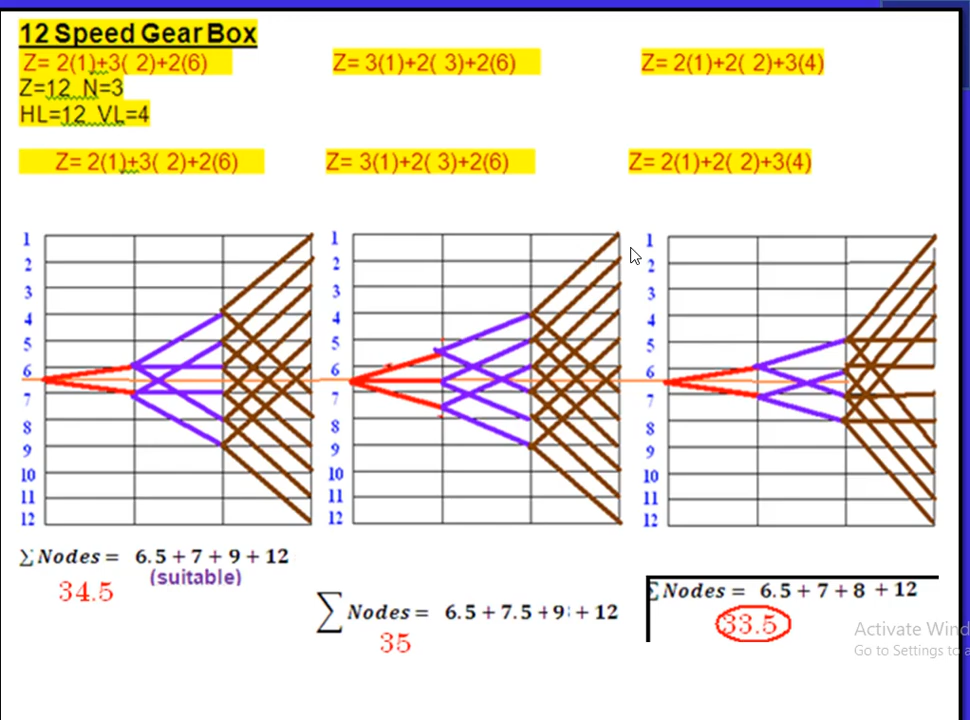 12 Speed Gear Box
Z= 2(1)+3( 2)+2(6)
Z= 3(1)+2( 3)+2(6)
Z= 2(1)+2( 2)+3(4)
Z=12 N=3
HL=12 VL=4
Z= 2(1)+3( 2)+2(6)
Z= 3(1)+2( 3)+2(6)
Z= 2(1)+2( 2)+3(4)
1
2
3
4
5
6
7
8
9
10
11
12
1
2
3
4
5
6
7
8
9
10
11
12
1
2
3
4
5
6
7
8
9
10
11
12
∑Nodes = 6.5 + 7 + 9 + 12
(suitable)
34.5
∑Nodes = 6.5 + 7.5 + 9 + 12
35
∑Nodes = 6.5 + 7 + 8 + 12
33.5
Activate Wind
Go to Settings to a